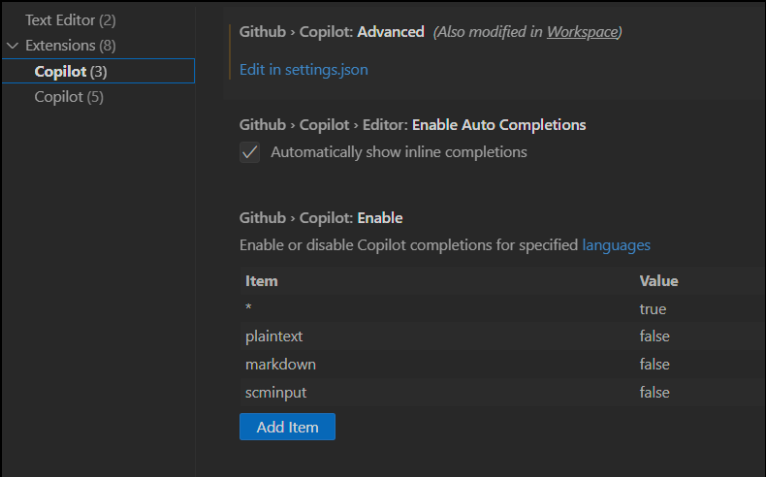 Text Editor (2)
Extensions (8)
Copilot (3)
Copilot (5)
Github › Copilot: Advanced (Also modified in Workspace)
Edit in settings.json
Github › Copilot › Editor: Enable Auto Completions
Automatically show inline completions
Github › Copilot: Enable
Enable or disable Copilot completions for specified languages
Item Value
* true
plaintext false
markdown false
scminput false
Add Item